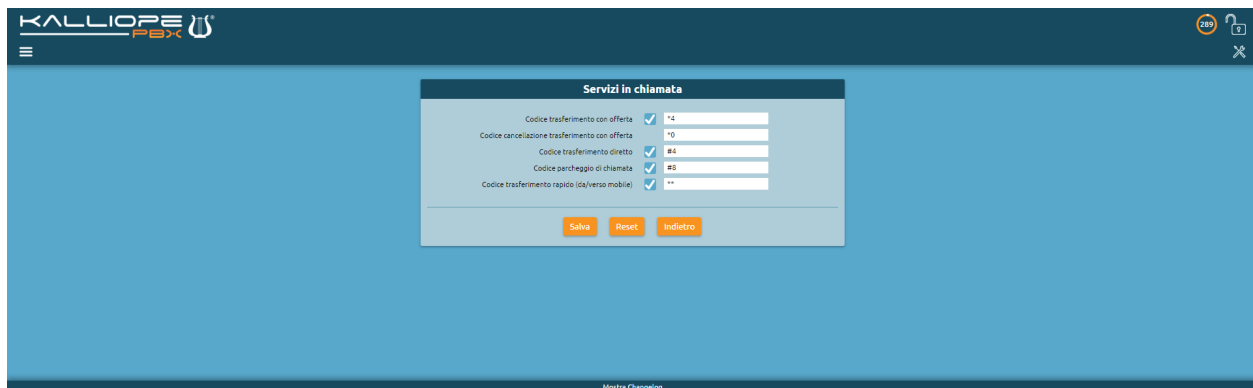 KALLIOPE
PBX
289
Servizi in chiamata
Codice trasferimento con offerta *4
Codice cancellazione trasferimento con offerta *0
Codice trasferimento diretto #4
Codice parcheggio di chiamata #8
Codice trasferimento rapido (da/verso mobile) **
Salva Reset Indietro
Mostra Changelog